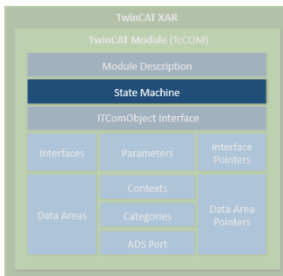 TwinCAT XAR
TwinCAT Module (TcCOM)
Module Description
State Machine
ITComObject Interface
Interfaces
Parameters
Interface
Pointers
Data Areas
Contexts
Categories
ADS Port
Data Area
Pointers